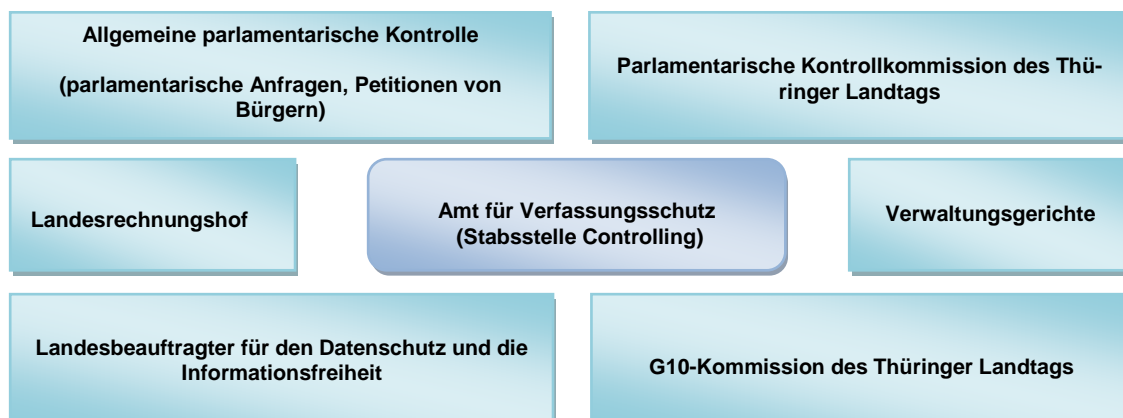 Allgemeine parlamentarische Kontrolle
(parlamentarische Anfragen, Petitionen von
Bürgern)
Parlamentarische Kontrollkommission des Thü-
ringer Landtags
Landesrechnungshof
Amt für Verfassungsschutz
(Stabsstelle Controlling)
Verwaltungsgerichte
Landesbeauftragter für den Datenschutz und die
Informationsfreiheit
G10-Kommission des Thüringer Landtags